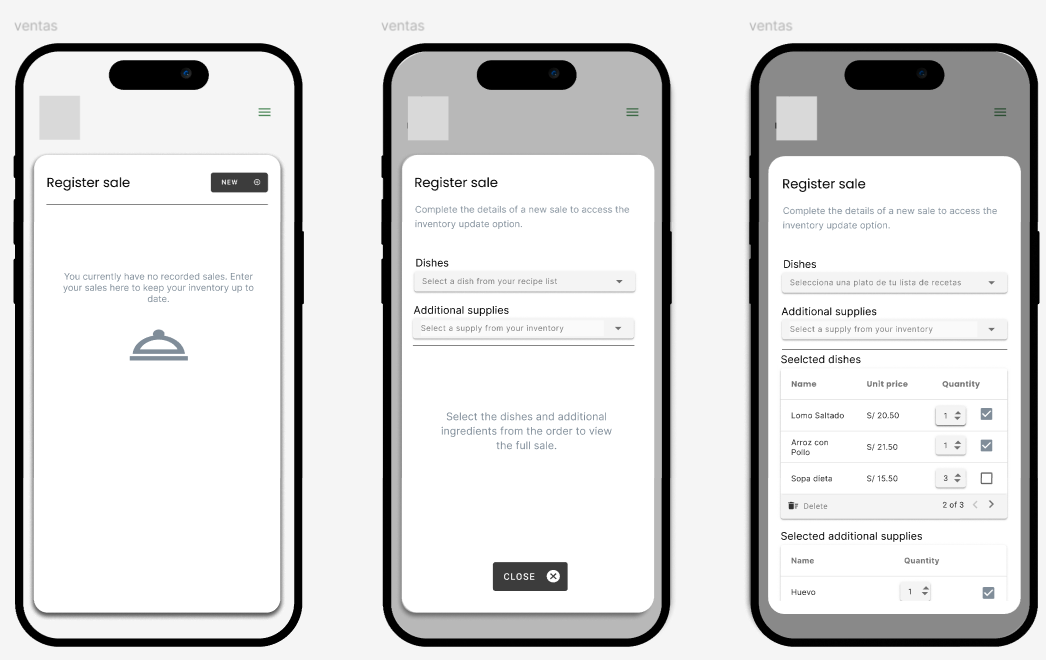 ventas
Register sale
NEW
You currently have no recorded sales. Enter
your sales here to keep your inventory up to
date.
ventas
Register sale
Complete the details of a new sale to access the
inventory update option.
Dishes
Select a dish from your recipe list
Additional supplies
Select a supply from your inventory
Select the dishes and additional
ingredients from the order to view
the full sale.
CLOSE
ventas
Register sale
Complete the details of a new sale to access the
inventory update option.
Dishes
Selecciona una plato de tu lista de recetas
Additional supplies
Select a supply from your inventory
Seelcted dishes
Name Unit price Quantity
Lomo Saltado S/ 20.50 1
Arroz con
Pollo S/ 21.50 1
Sopa dieta S/ 15.50 3
Delete 2 of 3
Selected additional supplies
Name Quantity
Huevo 1